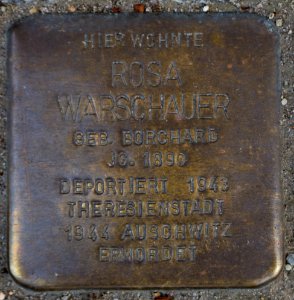 HIER WOHNTE
ROSA
WARSCHAUER
GEB. BORCHARD
JG. 1890
DEPORTIERT 1943
THERESIENSTADT
1944 AUSCHWITZ
ERMORDET